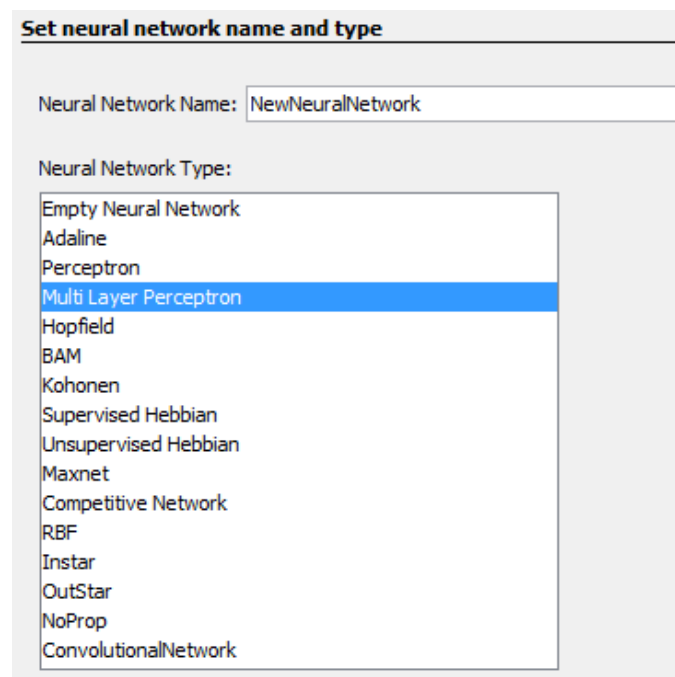 Set neural network name and type
Neural Network Name: NewNeuralNetwork
Neural Network Type:
Empty Neural Network
Adaline
Perceptron
Multi Layer Perceptron
Hopfield
BAM
Kohonen
Supervised Hebbian
Unsupervised Hebbian
Maxnet
Competitive Network
RBF
Instar
OutStar
NoProp
ConvolutionalNetwork